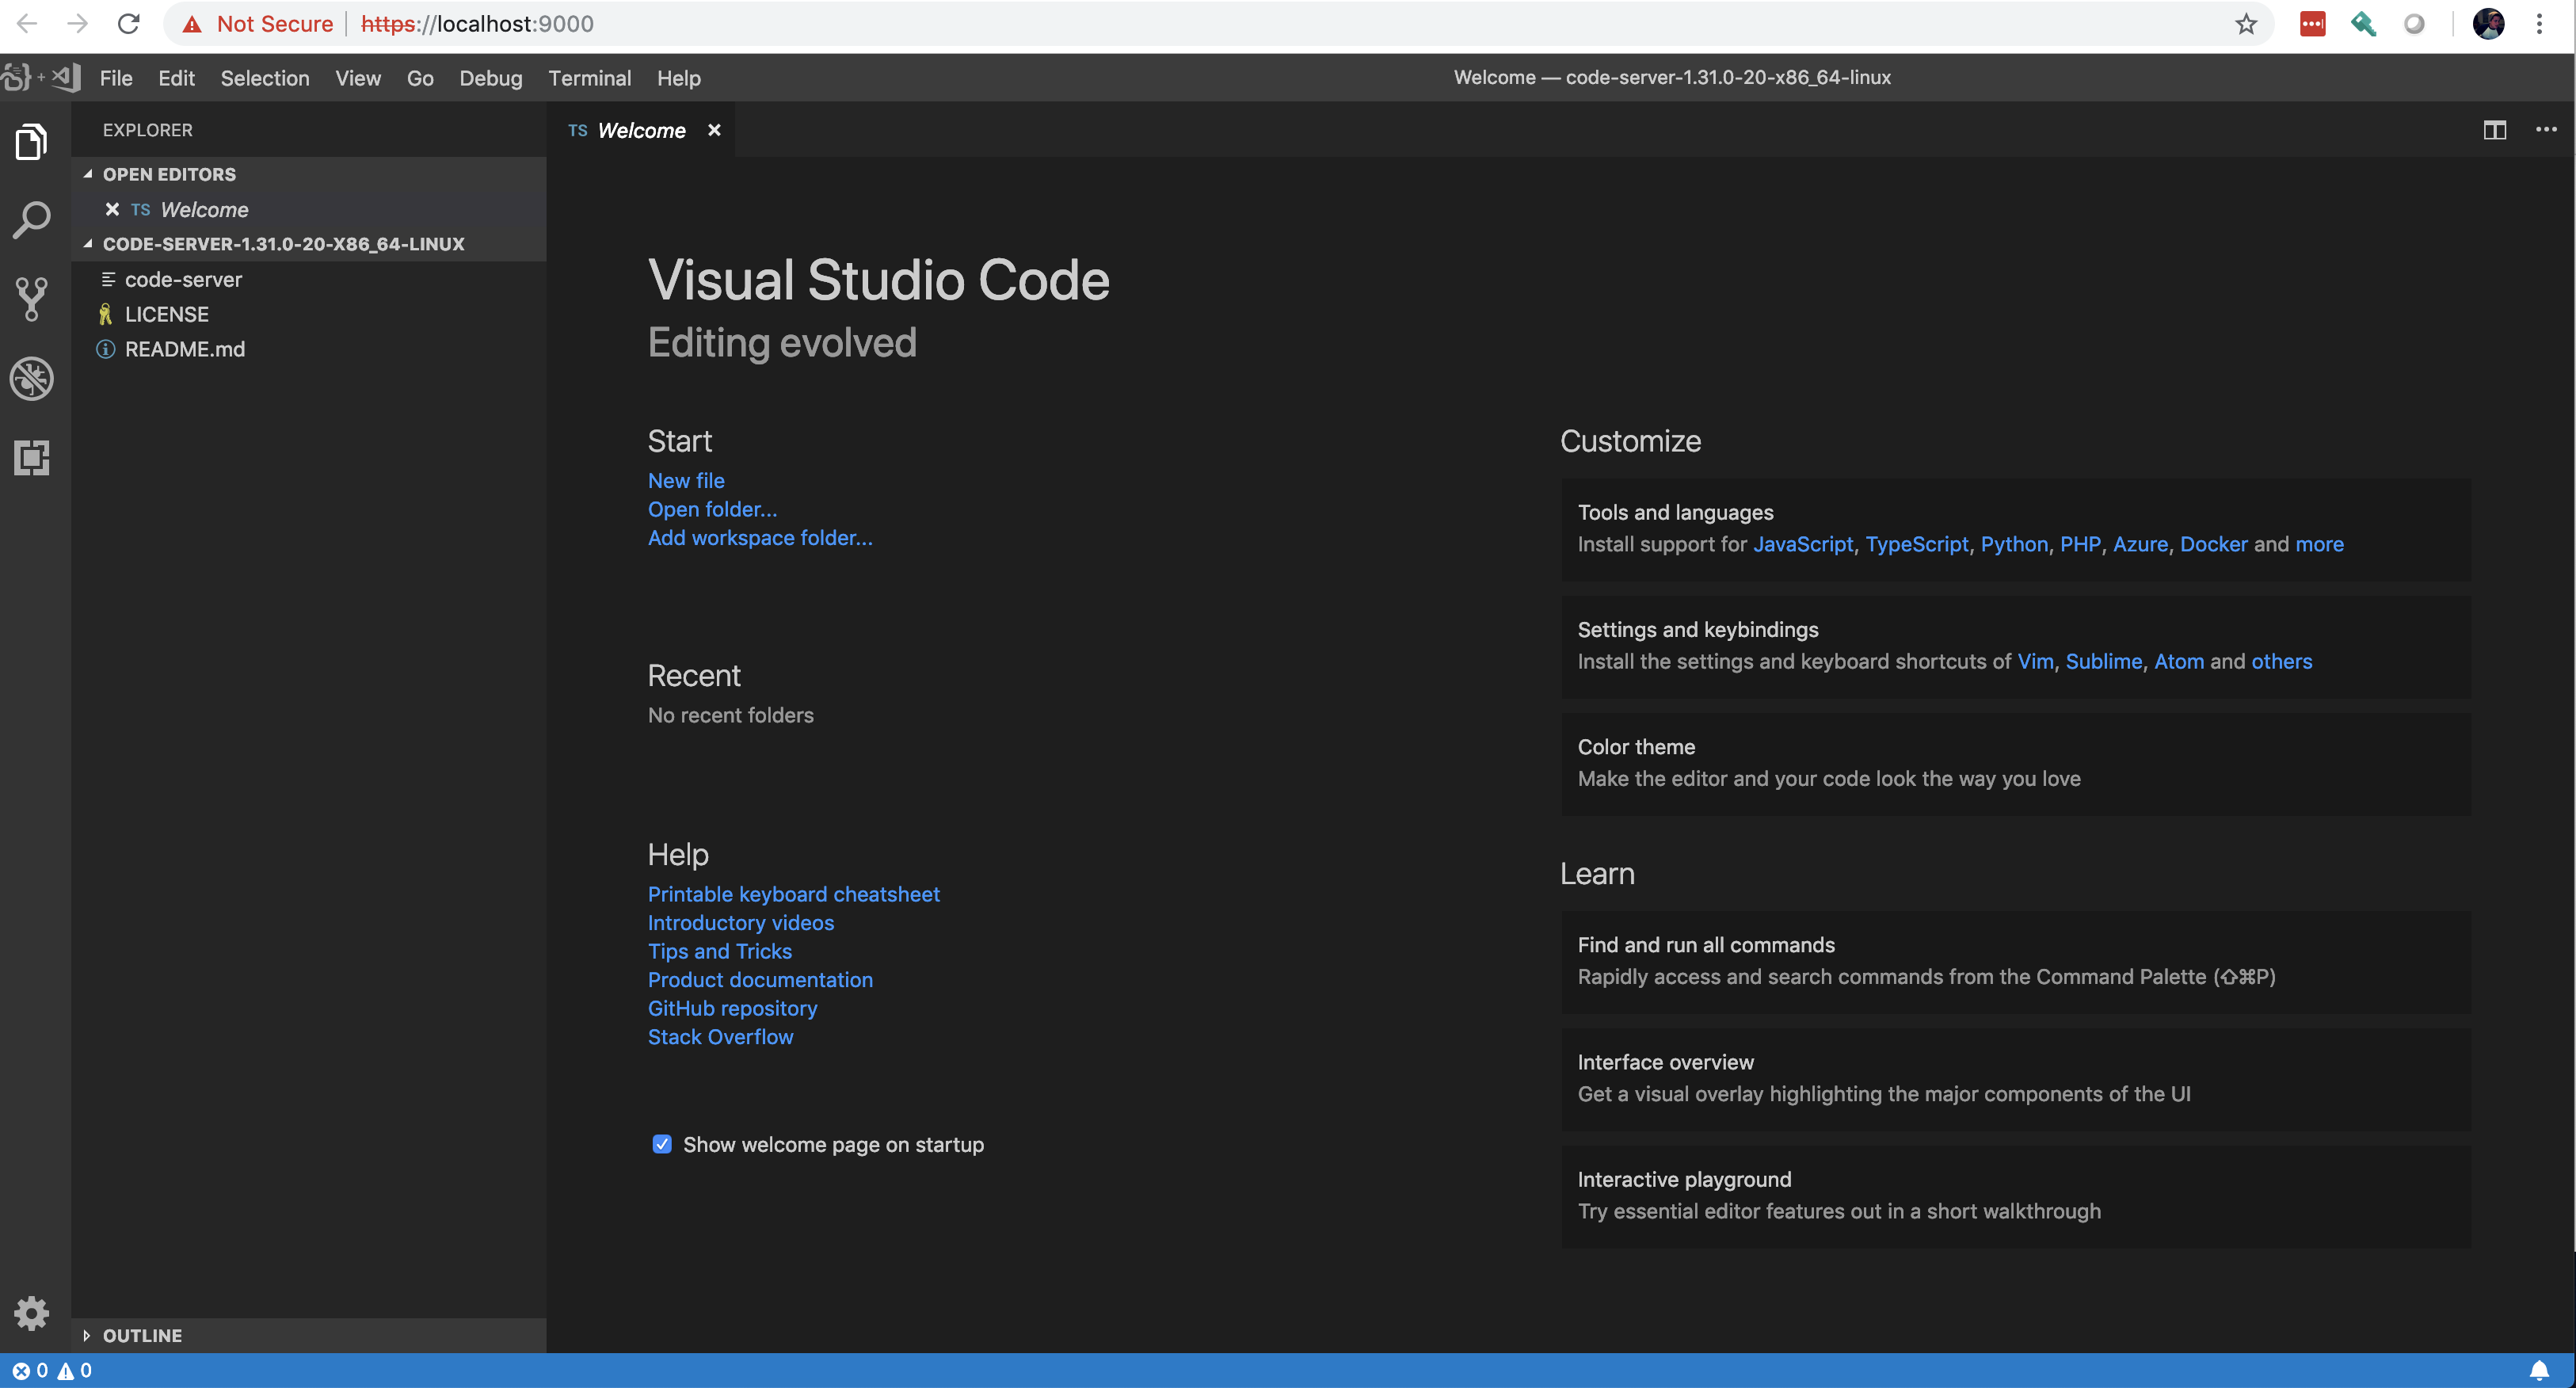 Not Secure https://localhost:9000
File Edit Selection View Go Debug Terminal Help
Welcome — code-server-1.31.0-20-x86_64-linux
EXPLORER
OPEN EDITORS
TS Welcome
CODE-SERVER-1.31.0-20-X86_64-LINUX
code-server
LICENSE
README.md
OUTLINE
TS Welcome
Visual Studio Code
Editing evolved
Start
New file
Open folder...
Add workspace folder...
Recent
No recent folders
Help
Printable keyboard cheatsheet
Introductory videos
Tips and Tricks
Product documentation
GitHub repository
Stack Overflow
Show welcome page on startup
Customize
Tools and languages
Install support for JavaScript, TypeScript, Python, PHP, Azure, Docker and more
Settings and keybindings
Install the settings and keyboard shortcuts of Vim, Sublime, Atom and others
Color theme
Make the editor and your code look the way you love
Learn
Find and run all commands
Rapidly access and search commands from the Command Palette (⇧⌘P)
Interface overview
Get a visual overlay highlighting the major components of the UI
Interactive playground
Try essential editor features out in a short walkthrough
0 0